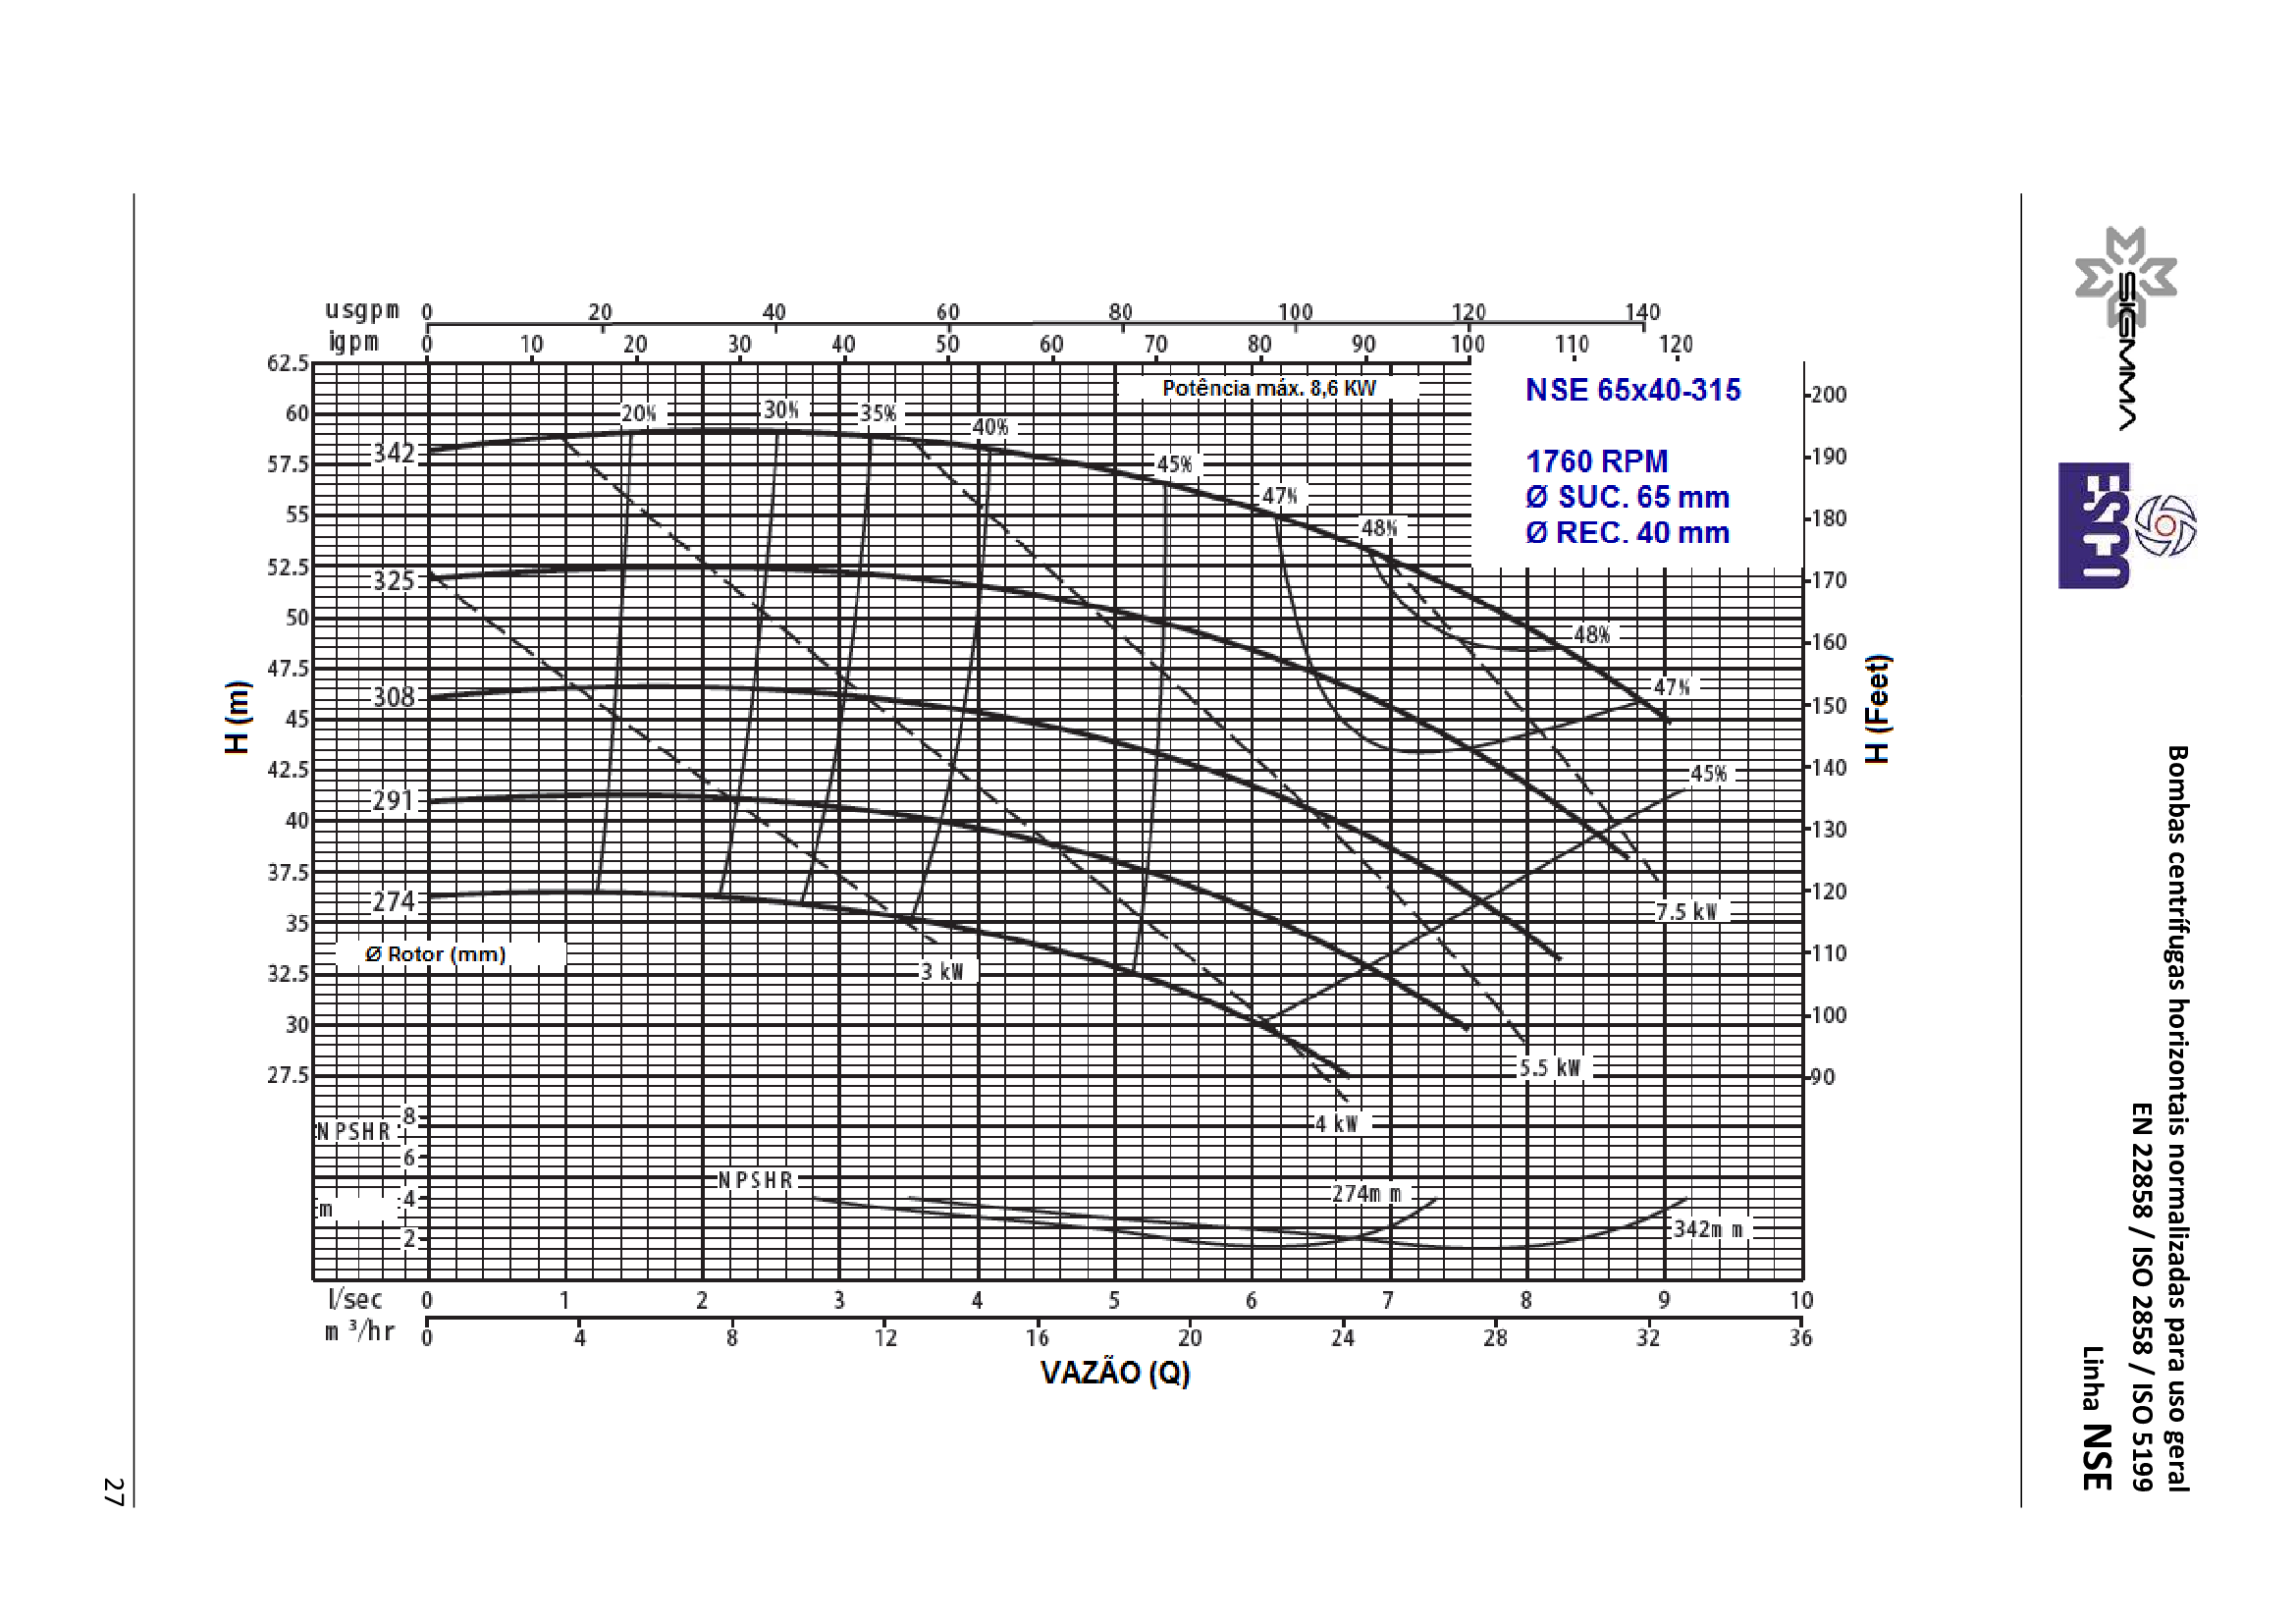 usgpm 0 20 40 60 80 100 120 140
igpm 0 10 20 30 40 50 60 70 80 90 100 110 120
62.5
60
57.5
55
52.5
50
47.5
45
42.5
40
37.5
35
32.5
30
27.5
H (m)
Potência máx. 8,6 KW
NSE 65x40-315
1760 RPM
Ø SUC. 65 mm
Ø REC. 40 mm
20%
30%
35%
40%
45%
47%
48%
48%
47%
45%
342
325
308
291
274
Ø Rotor (mm)
3 kW
4 kW
5.5 kW
7.5 kW
200
190
180
170
160
150
140
130
120
110
100
90
H (Feet)
NPSHR
m
8
6
4
2
NPSHR
274m m
342m m
l/sec 0 1 2 3 4 5 6 7 8 9 10
m ³/hr 0 4 8 12 16 20 24 28 32 36
VAZÃO (Q)
SIGMMA
ESCO
Bombas centrífugas horizontais normalizadas para uso geral
EN 22858 / ISO 2858 / ISO 5199
Linha NSE
27